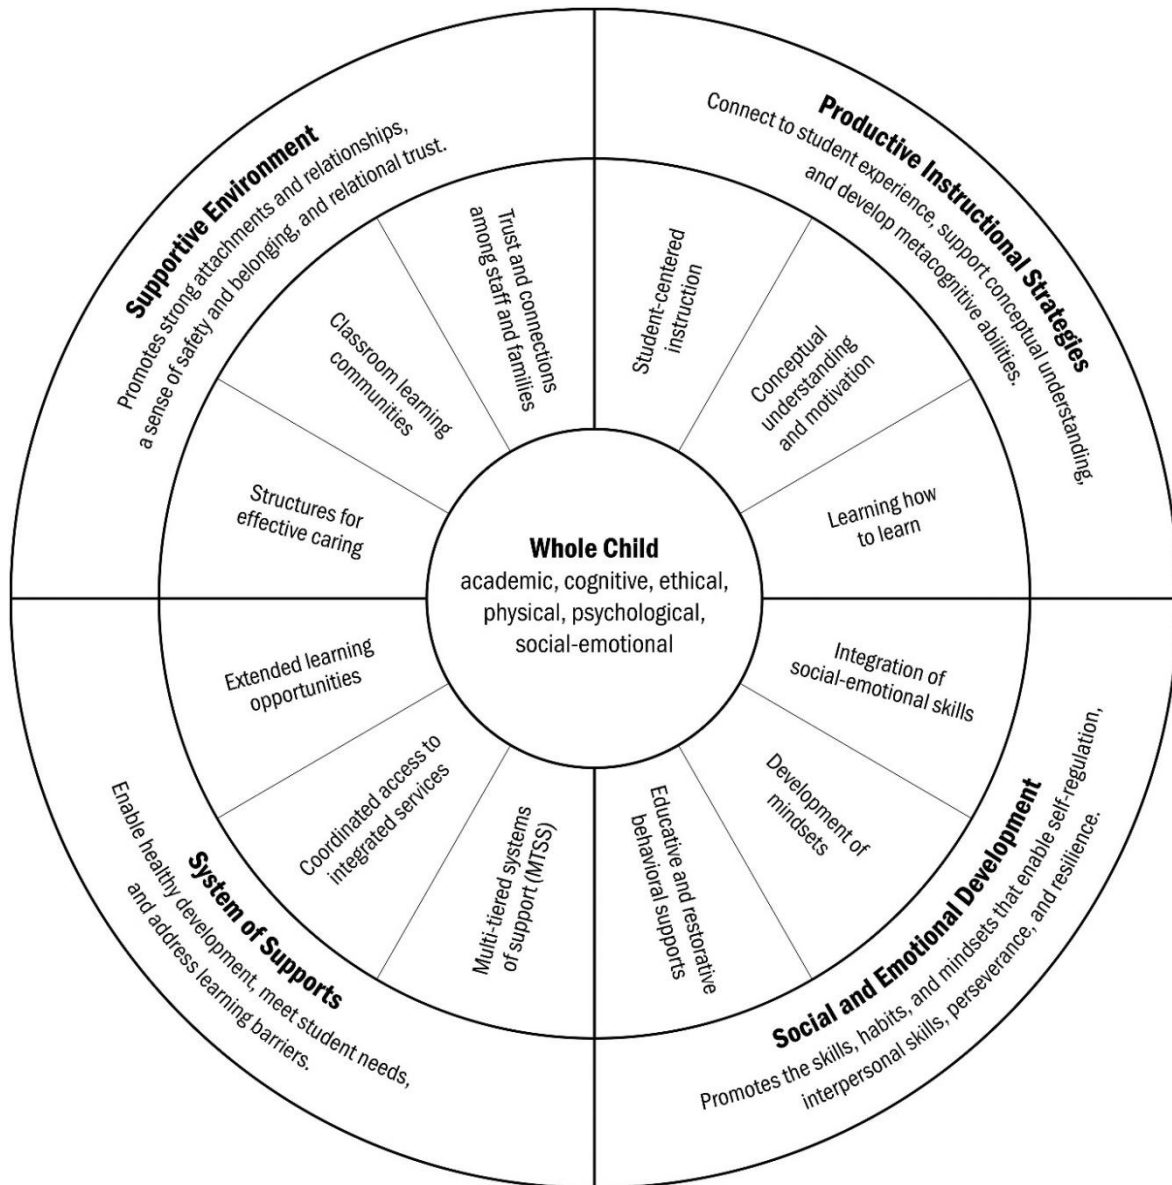 Supportive Environment
Promotes strong attachments and relationships,
a sense of safety and belonging, and relational trust.
Trust and connections
among staff and families
Classroom learning
communities
Structures for
effective caring
Productive Instructional Strategies
Connect to student experience, support conceptual understanding,
and develop metacognitive abilities.
Student-centered
instruction
Conceptual
understanding
and motivation
Learning how
to learn
Whole Child
academic, cognitive, ethical,
physical, psychological,
social-emotional
Extended learning
opportunities
Coordinated access to
integrated services
Multi-tiered systems
of support (MTSS)
System of Supports
Enable healthy development, meet student needs,
and address learning barriers.
Integration of
social-emotional skills
Development of
mindsets
Educative and restorative
behavioral supports
Social and Emotional Development
Promotes the skills, habits, and mindsets that enable self-regulation,
interpersonal skills, perseverance, and resilience.